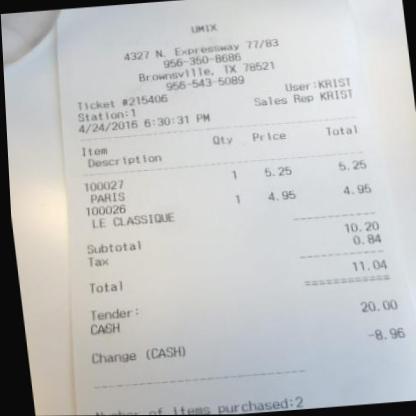 UMIX
4327 N. Expressway 77/83
956-350-8686
Brownsville, TX 78521
956-543-5089
Ticket #215406 User:KRIST
Station:1 Sales Rep KRIST
4/24/2016 6:30:31 PM
Item Qty Price Total
Description
100027 1 5.25 5.25
PARIS
100026 1 4.95 4.95
LE CLASSIQUE
Subtotal 10.20
Tax 0.84
Total 11.04
Tender: 20.00
CASH
Change (CASH) -8.96
Number of items purchased:2